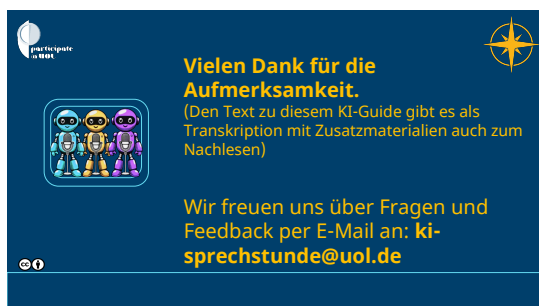 participate
@ UOL
Vielen Dank für die
Aufmerksamkeit.
(Den Text zu diesem KI-Guide gibt es als
Transkription mit Zusatzmaterialien auch zum
Nachlesen)
Wir freuen uns über Fragen und
Feedback per E-Mail an: ki-
sprechstunde@uol.de
cc